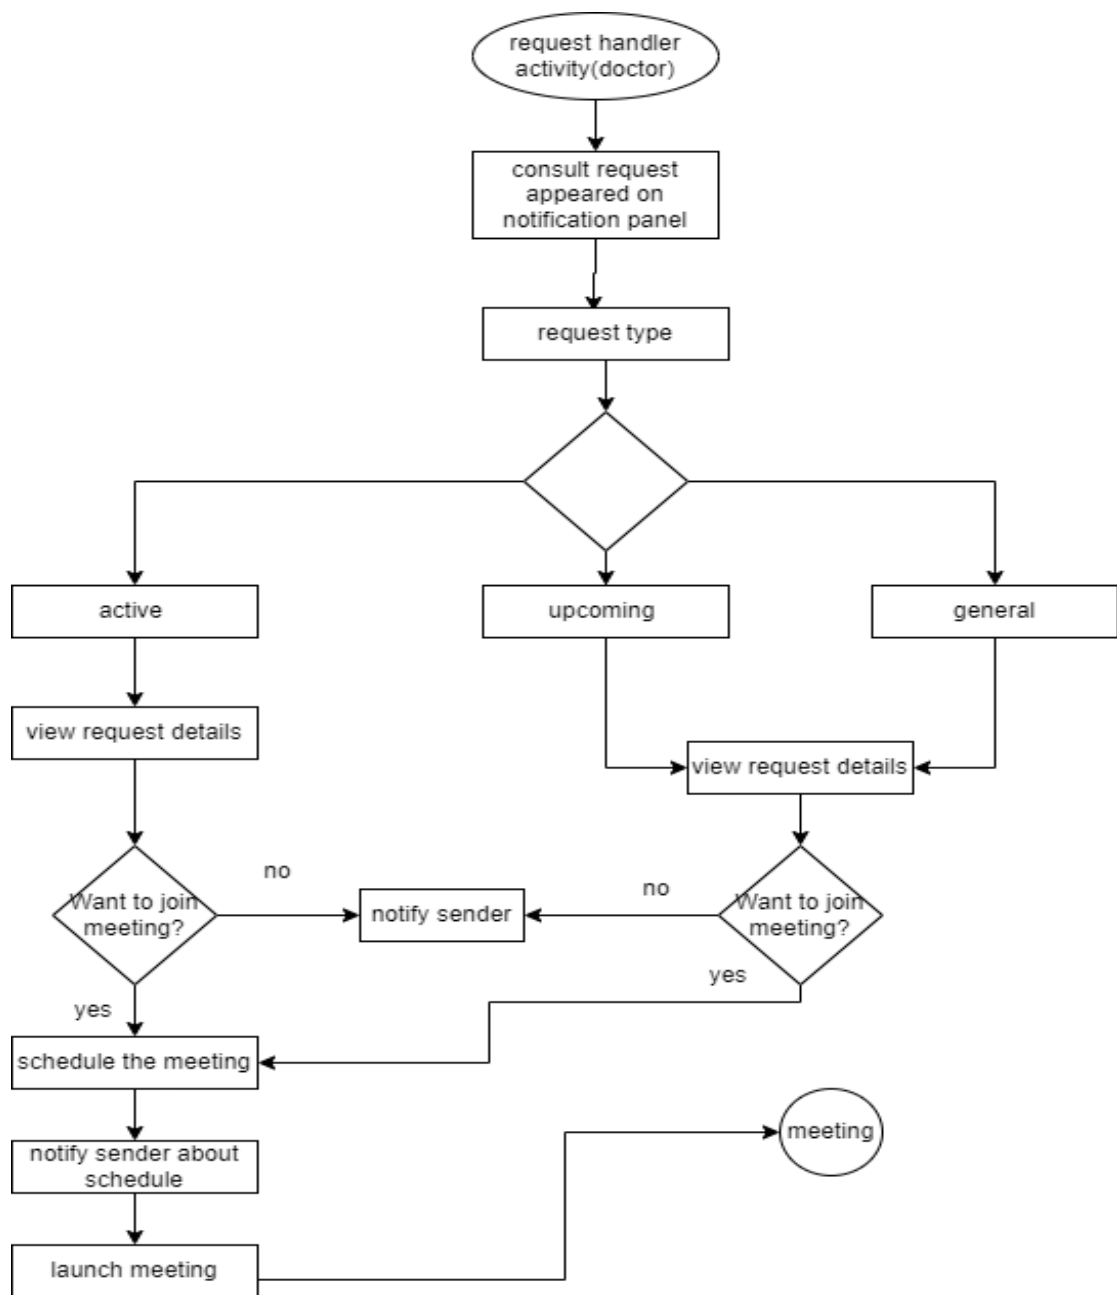 request handler
activity(doctor)
consult request
appeared on
notification panel
request type
active
upcoming
general
view request details
view request details
Want to join
meeting?
no
notify sender
no
Want to join
meeting?
yes
yes
schedule the meeting
notify sender about
schedule
meeting
launch meeting